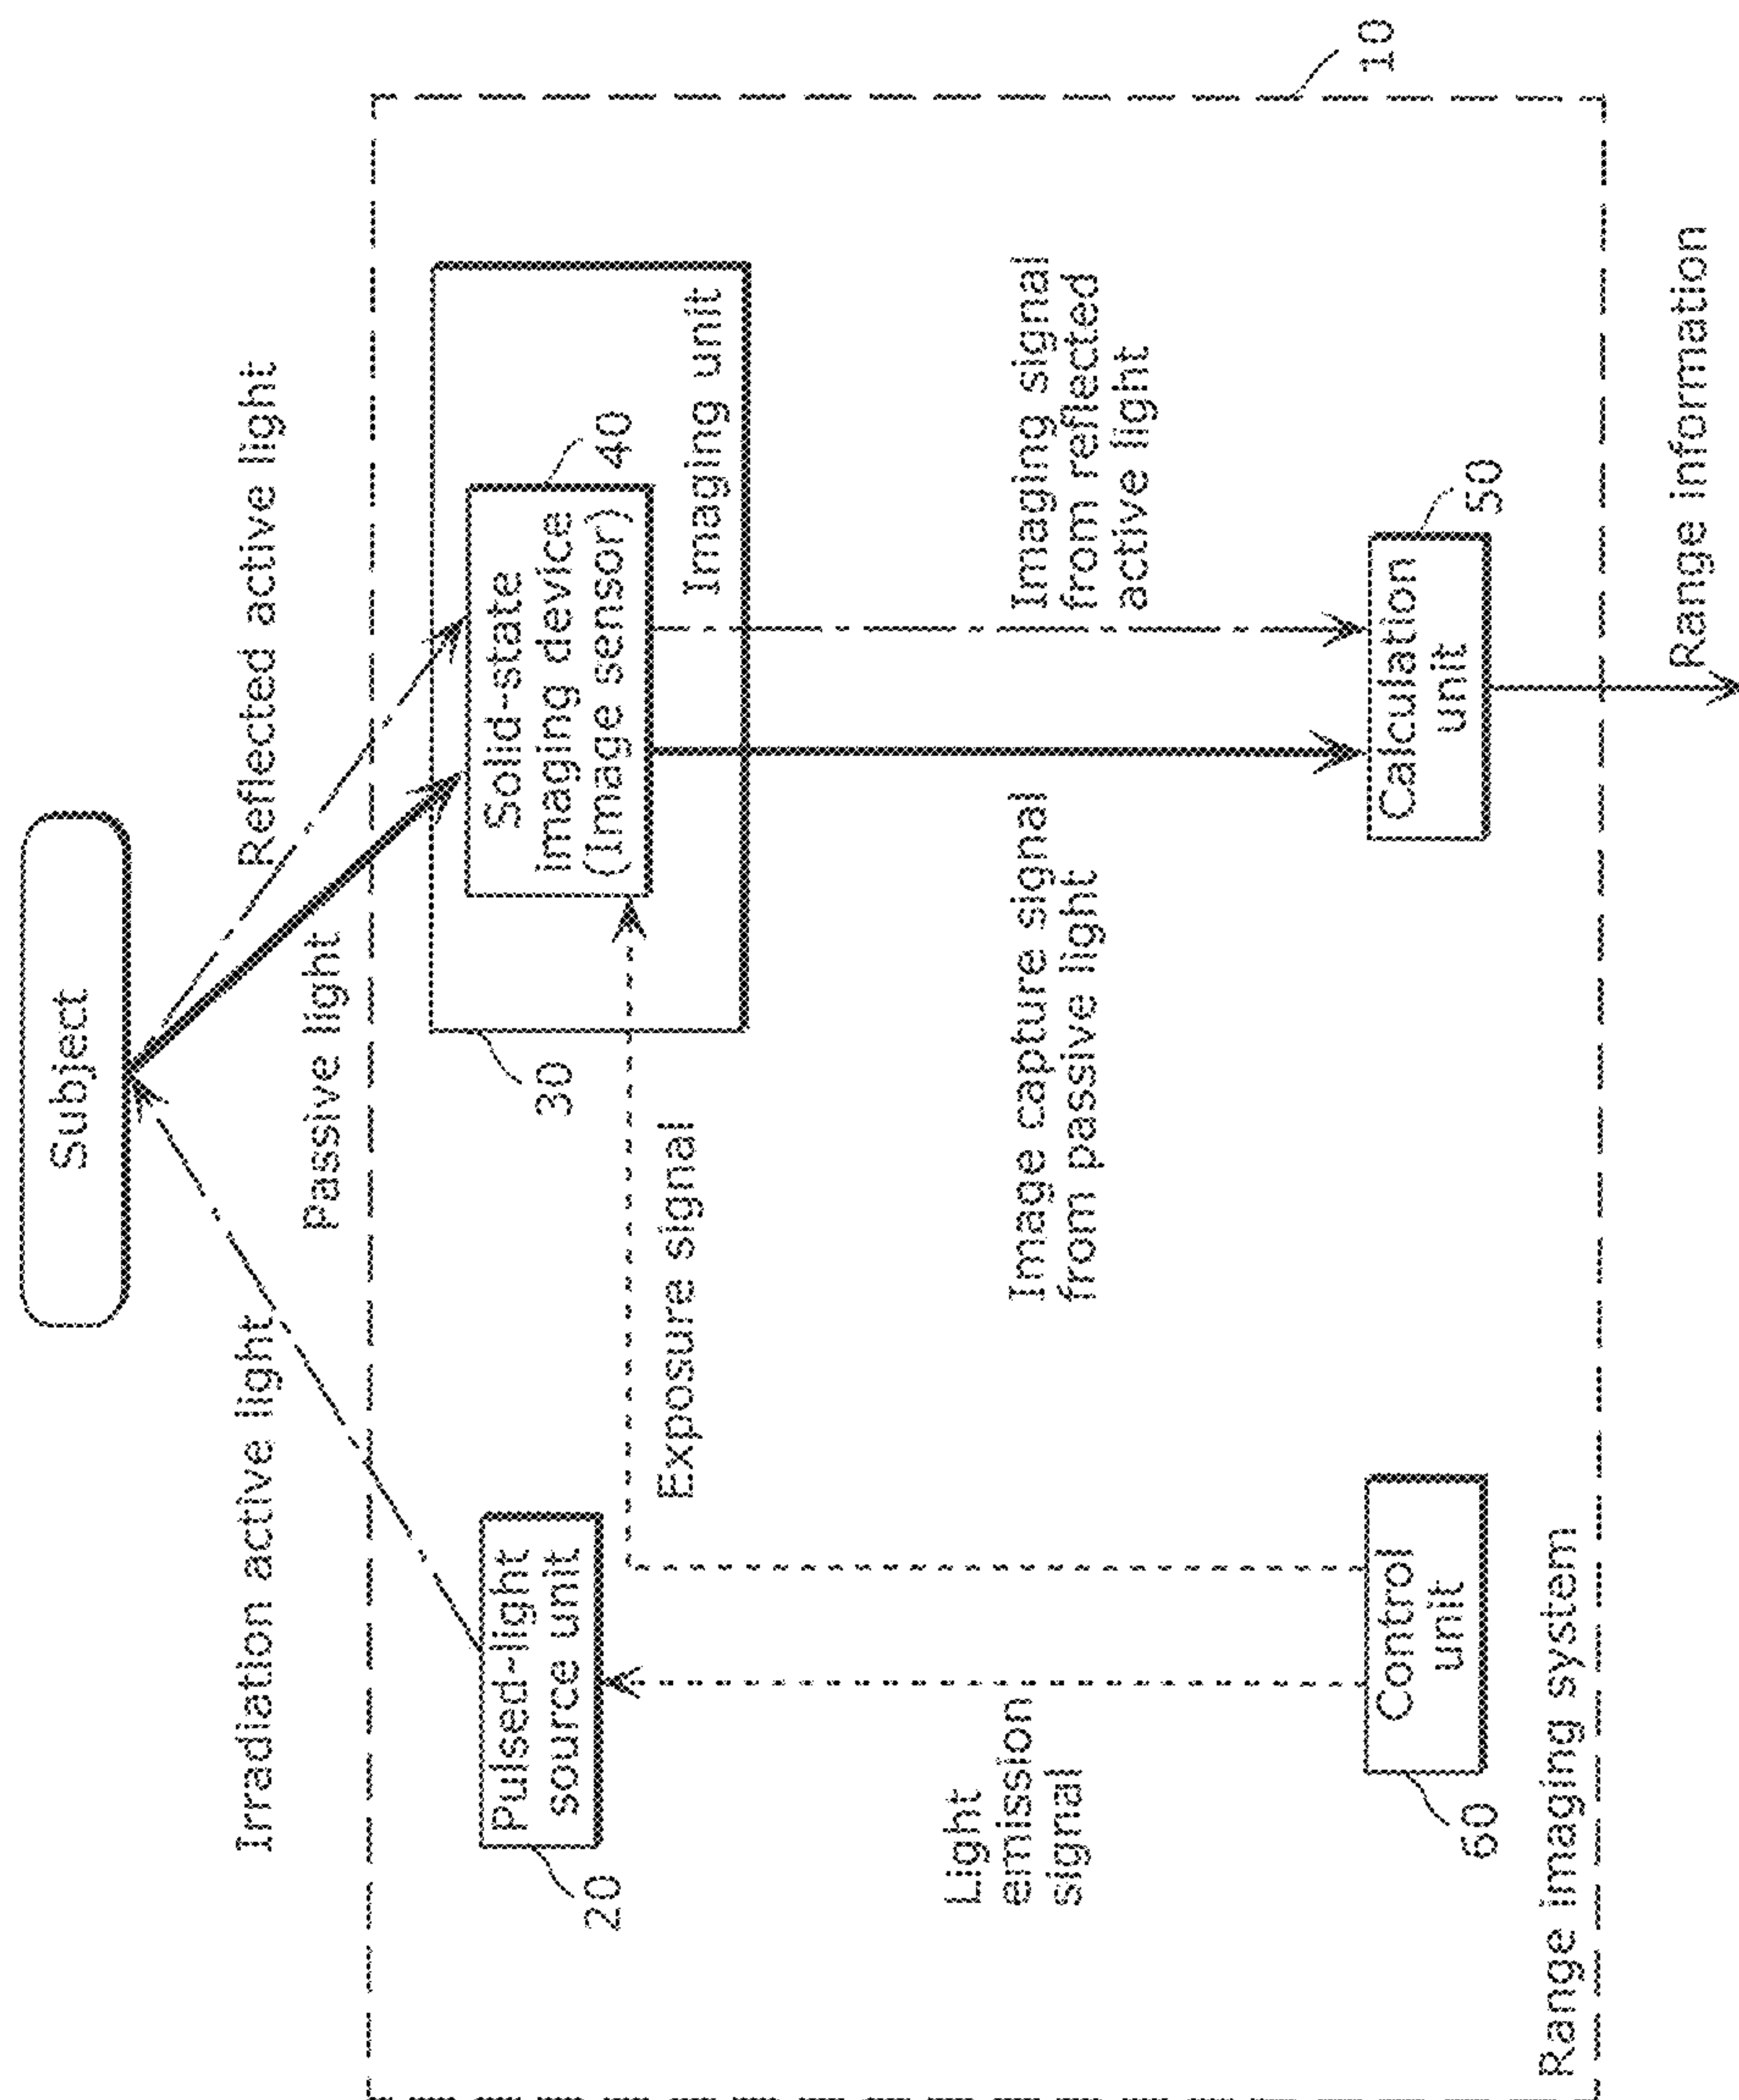 Subject
Irradiation active light
Reflected active light
Passive light
10
20
Pulsed-light
source unit
30
Solid-state
imaging device
(Image sensor)
40
Imaging unit
Exposure signal
Light
emission
signal
Image capture signal
from passive light
Imaging signal
from reflected
active light
60
Control
unit
Calculation
unit
50
Range imaging system
Range information